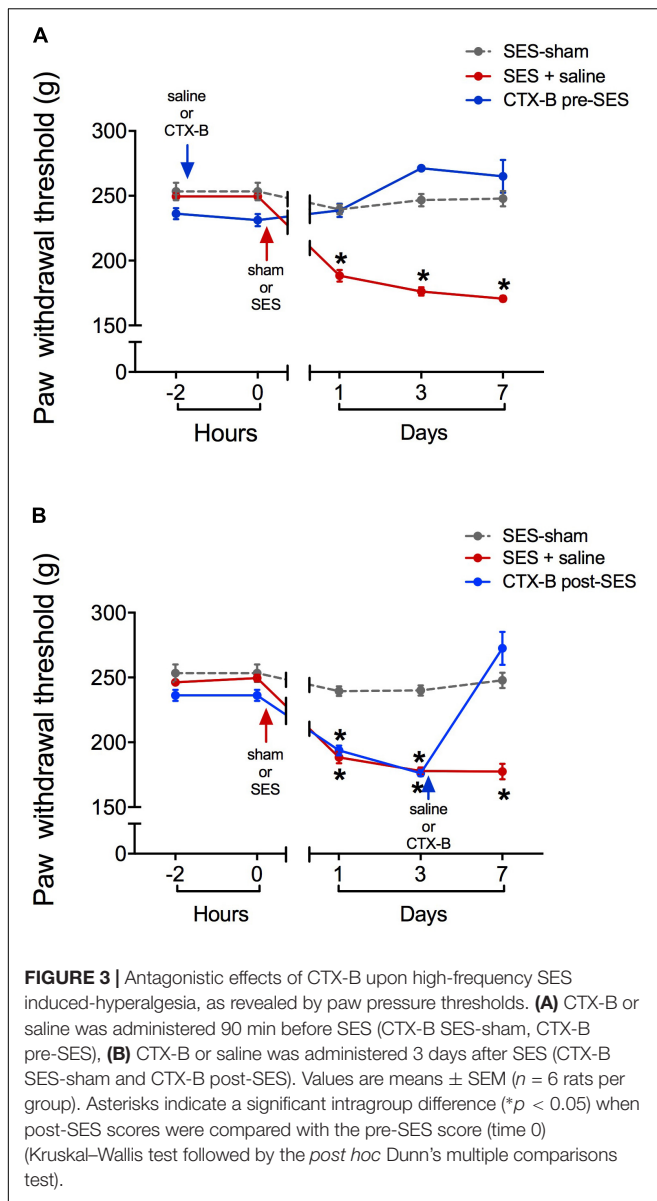 A
SES-sham
SES + saline
CTX-B pre-SES
saline
or
CTX-B
Paw withdrawal threshold (g)
300
250
200
150
0
*
*
*
sham
or
SES
-2
0
1
3
7
Hours
Days
B
SES-sham
SES + saline
CTX-B post-SES
Paw withdrawal threshold (g)
300
250
200
150
0
*
*
*
*
*
sham
or
SES
saline
or
CTX-B
-2
0
1
3
7
Hours
Days
FIGURE 3 | Antagonistic effects of CTX-B upon high-frequency SES
induced-hyperalgesia, as revealed by paw pressure thresholds. (A) CTX-B or
saline was administered 90 min before SES (CTX-B SES-sham, CTX-B
pre-SES), (B) CTX-B or saline was administered 3 days after SES (CTX-B
SES-sham and CTX-B post-SES). Values are means ± SEM (n = 6 rats per
group). Asterisks indicate a significant intragroup difference (*p < 0.05) when
post-SES scores were compared with the pre-SES score (time 0)
(Kruskal–Wallis test followed by the post hoc Dunn's multiple comparisons
test).